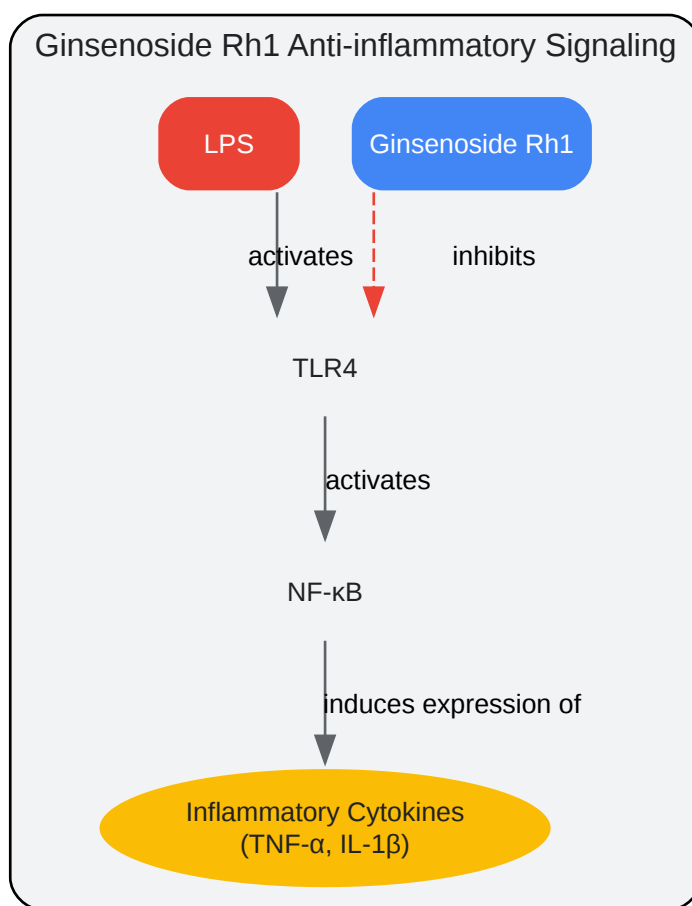 Ginsenoside Rh1 Anti-inflammatory Signaling
LPS
Ginsenoside Rh1
activates
inhibits
TLR4
activates
NF-κB
induces expression of
Inflammatory Cytokines
(TNF-α, IL-1β)